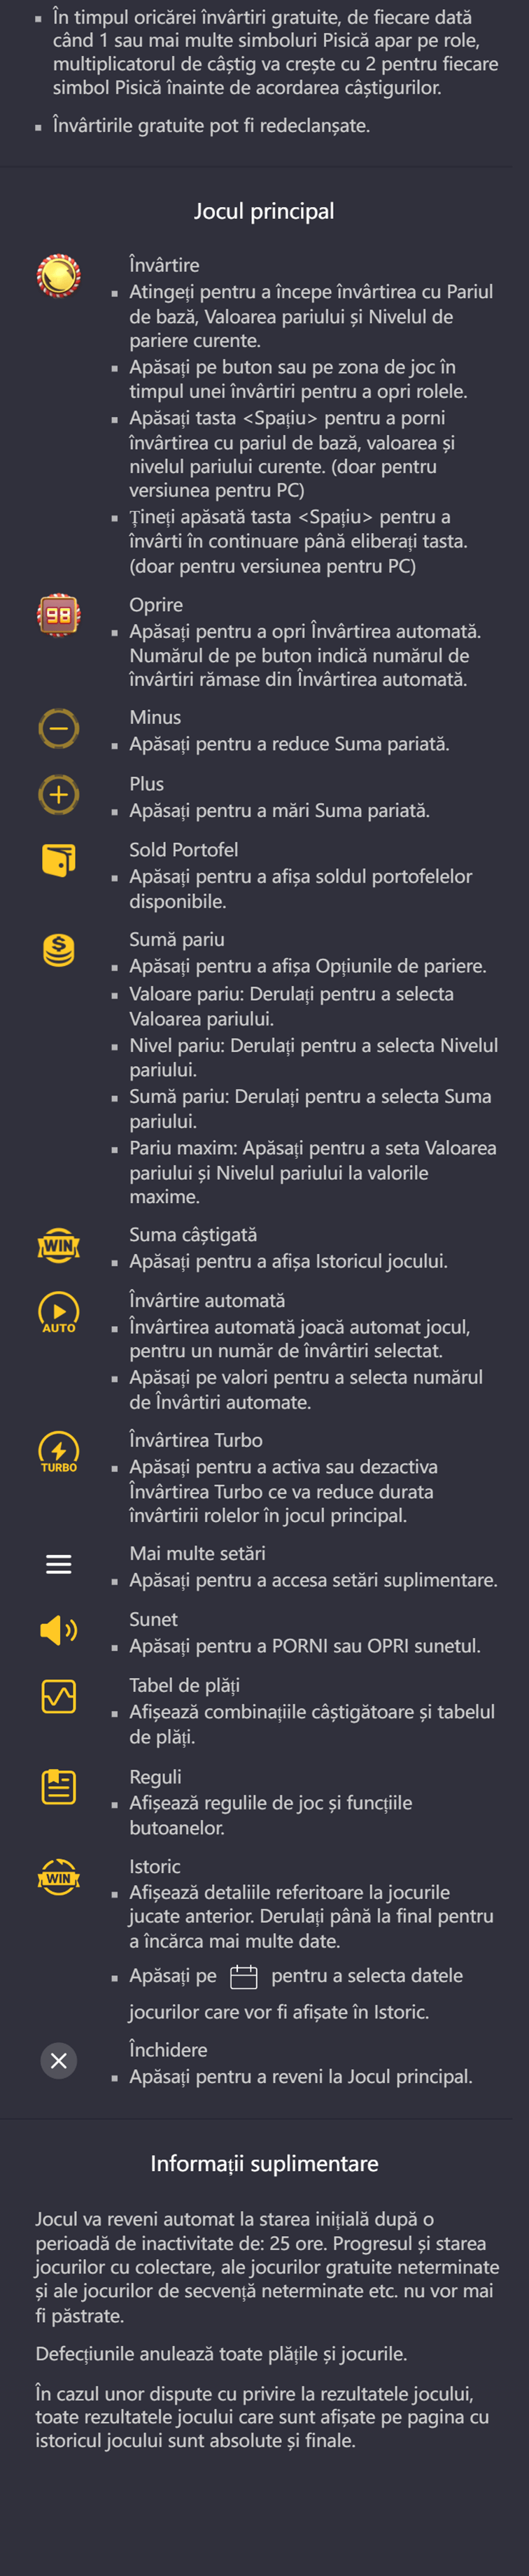 ▪ În timpul oricărei învârtiri gratuite, de fiecare dată
când 1 sau mai multe simboluri Pisică apar pe role,
multiplicatorul de câștig va crește cu 2 pentru fiecare
simbol Pisică înainte de acordarea câștigurilor.
▪ Învârtirile gratuite pot fi redeclanșate.
Jocul principal
Învârtire
▪ Atingeți pentru a începe învârtirea cu Pariul
de bază, Valoarea pariului și Nivelul de
pariere curente.
▪ Apăsați pe buton sau pe zona de joc în
timpul unei învârtiri pentru a opri rolele.
▪ Apăsați tasta <Spațiu> pentru a porni
învârtirea cu pariul de bază, valoarea și
nivelul pariului curente. (doar pentru
versiunea pentru PC)
▪ Țineți apăsată tasta <Spațiu> pentru a
învârti în continuare până eliberați tasta.
(doar pentru versiunea pentru PC)
98
Oprire
▪ Apăsați pentru a opri Învârtirea automată.
Numărul de pe buton indică numărul de
învârtiri rămase din Învârtirea automată.
Minus
▪ Apăsați pentru a reduce Suma pariată.
Plus
▪ Apăsați pentru a mări Suma pariată.
Sold Portofel
▪ Apăsați pentru a afișa soldul portofelelor
disponibile.
$
Sumă pariu
▪ Apăsați pentru a afișa Opțiunile de pariere.
▪ Valoare pariu: Derulați pentru a selecta
Valoarea pariului.
▪ Nivel pariu: Derulați pentru a selecta Nivelul
pariului.
▪ Sumă pariu: Derulați pentru a selecta Suma
pariului.
▪ Pariu maxim: Apăsați pentru a seta Valoarea
pariului și Nivelul pariului la valorile
maxime.
WIN
Suma câștigată
▪ Apăsați pentru a afișa Istoricul jocului.
AUTO
Învârtire automată
▪ Învârtirea automată joacă automat jocul,
pentru un număr de învârtiri selectat.
▪ Apăsați pe valori pentru a selecta numărul
de Învârtiri automate.
TURBO
Învârtirea Turbo
▪ Apăsați pentru a activa sau dezactiva
Învârtirea Turbo ce va reduce durata
învârtirii rolelor în jocul principal.
Mai multe setări
▪ Apăsați pentru a accesa setări suplimentare.
Sunet
▪ Apăsați pentru a PORNI sau OPRI sunetul.
Tabel de plăți
▪ Afișează combinațiile câștigătoare și tabelul
de plăți.
Reguli
▪ Afișează regulile de joc și funcțiile
butoanelor.
WIN
Istoric
▪ Afișează detaliile referitoare la jocurile
jucate anterior. Derulați până la final pentru
a încărca mai multe date.
▪ Apăsați pe pentru a selecta datele
jocurilor care vor fi afișate în Istoric.
Închidere
▪ Apăsați pentru a reveni la Jocul principal.
Informații suplimentare
Jocul va reveni automat la starea inițială după o
perioadă de inactivitate de: 25 ore. Progresul și starea
jocurilor cu colectare, ale jocurilor gratuite neterminate
și ale jocurilor de secvență neterminate etc. nu vor mai
fi păstrate.
Defecțiunile anulează toate plățile și jocurile.
În cazul unor dispute cu privire la rezultatele jocului,
toate rezultatele jocului care sunt afișate pe pagina cu
istoricul jocului sunt absolute și finale.